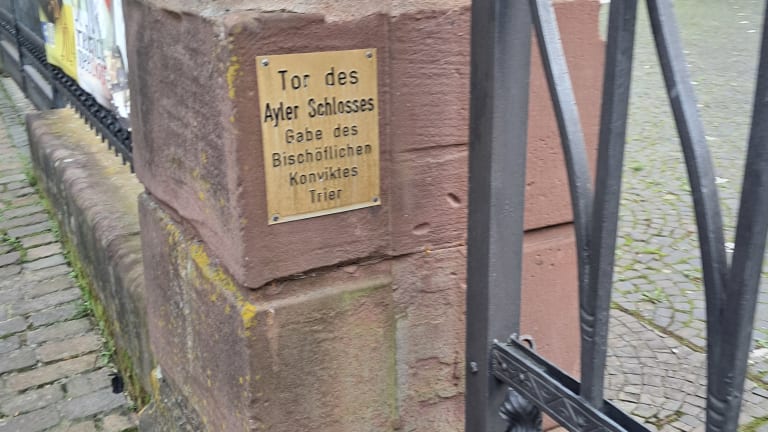 Tor des
Ayler Schlosses
Gabe des
Bischöflichen
Konviktes
Trier